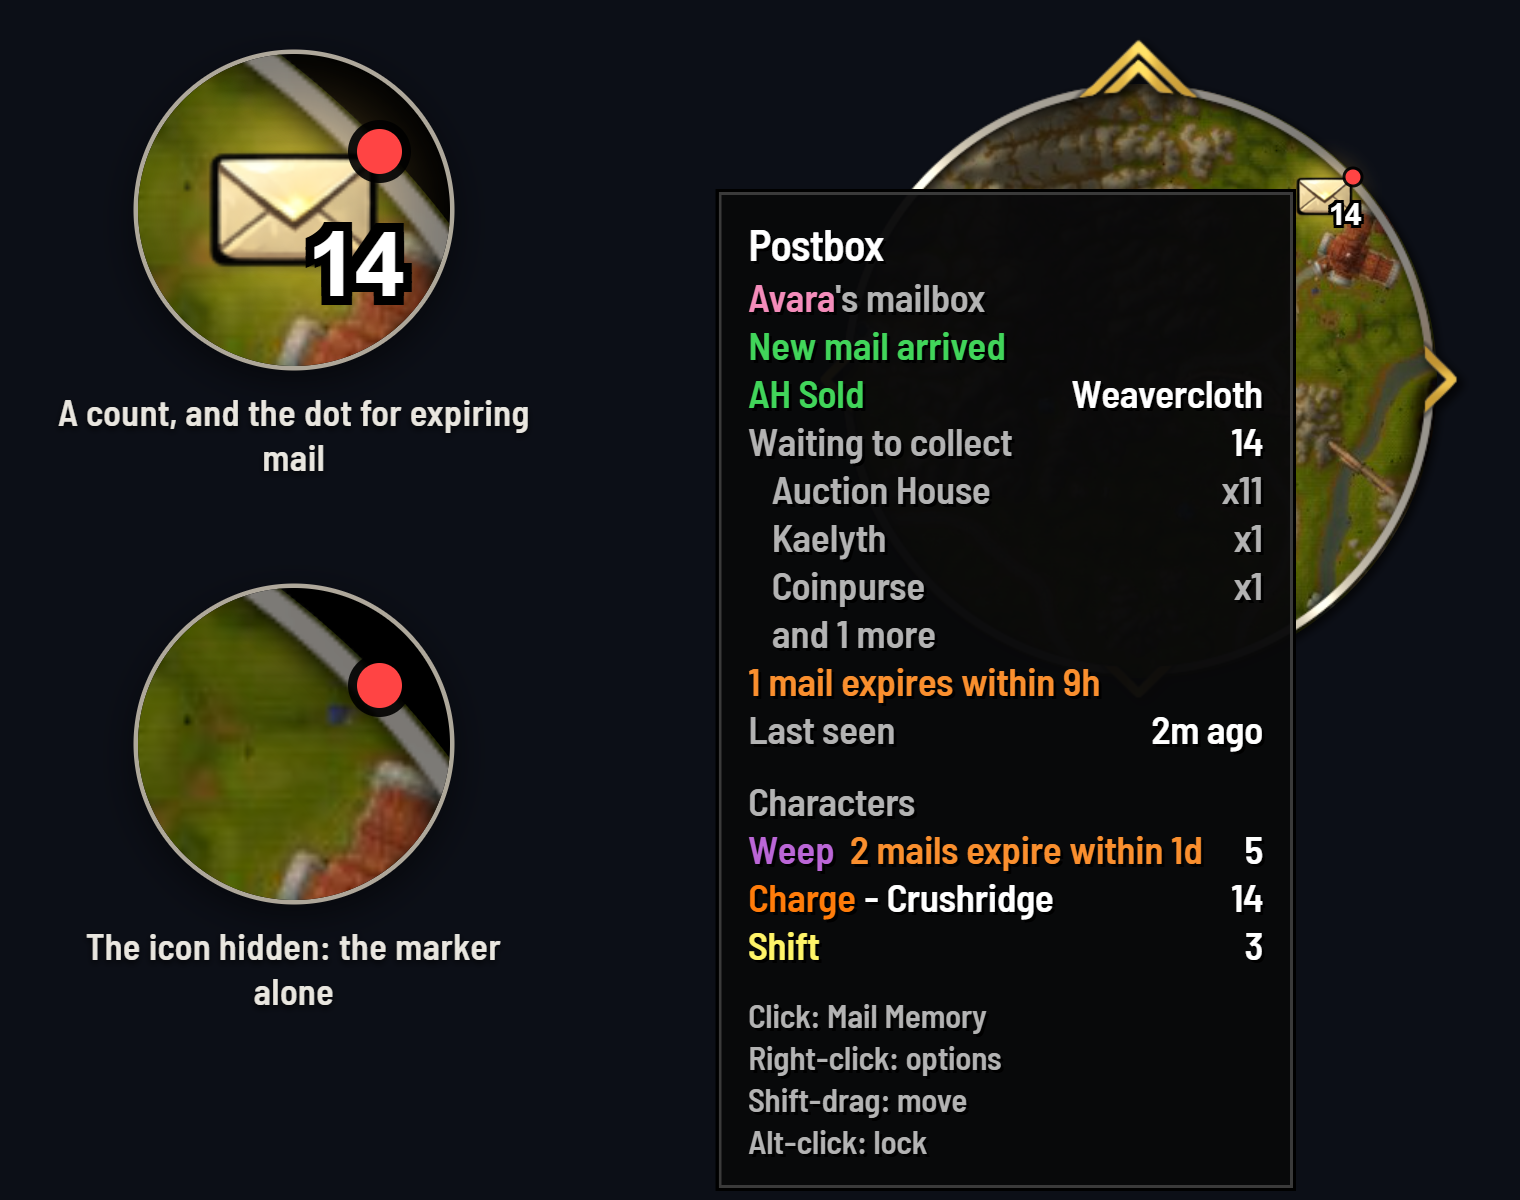 14
A count, and the dot for expiring
mail
The icon hidden: the marker
alone
14
Postbox
Avara's mailbox
New mail arrived
AH Sold Weavercloth
Waiting to collect 14
Auction House x11
Kaelyth x1
Coinpurse x1
and 1 more
1 mail expires within 9h
Last seen 2m ago
Characters
Weep 2 mails expire within 1d 5
Charge - Crushridge 14
Shift 3
Click: Mail Memory
Right-click: options
Shift-drag: move
Alt-click: lock